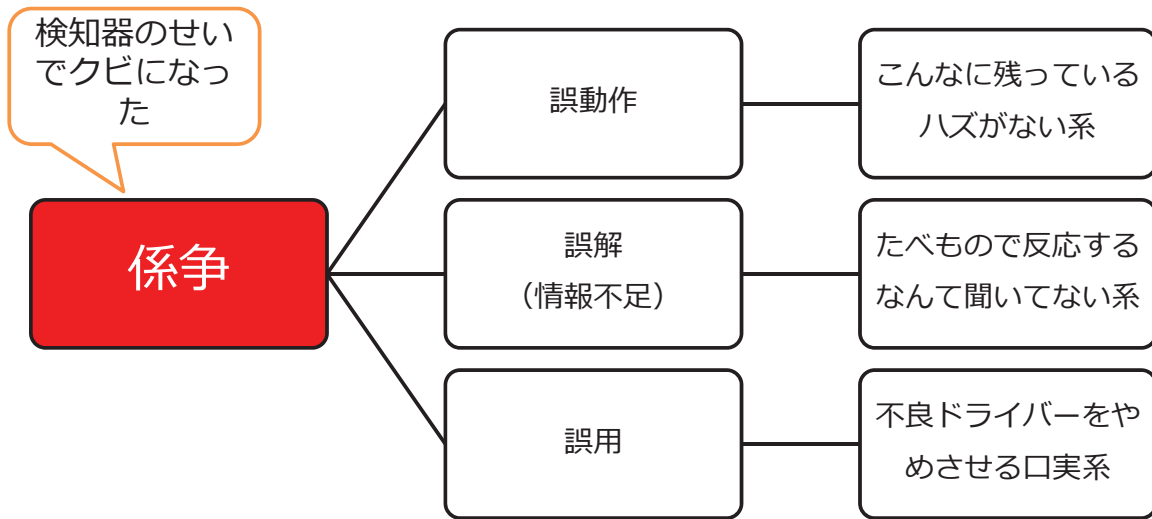 検知器のせい
でクビになっ
た
係争
誤動作
こんなに残っている
ハズがない系
誤解
（情報不足）
たべもので反応する
なんて聞いてない系
誤用
不良ドライバーをや
めさせる口実系